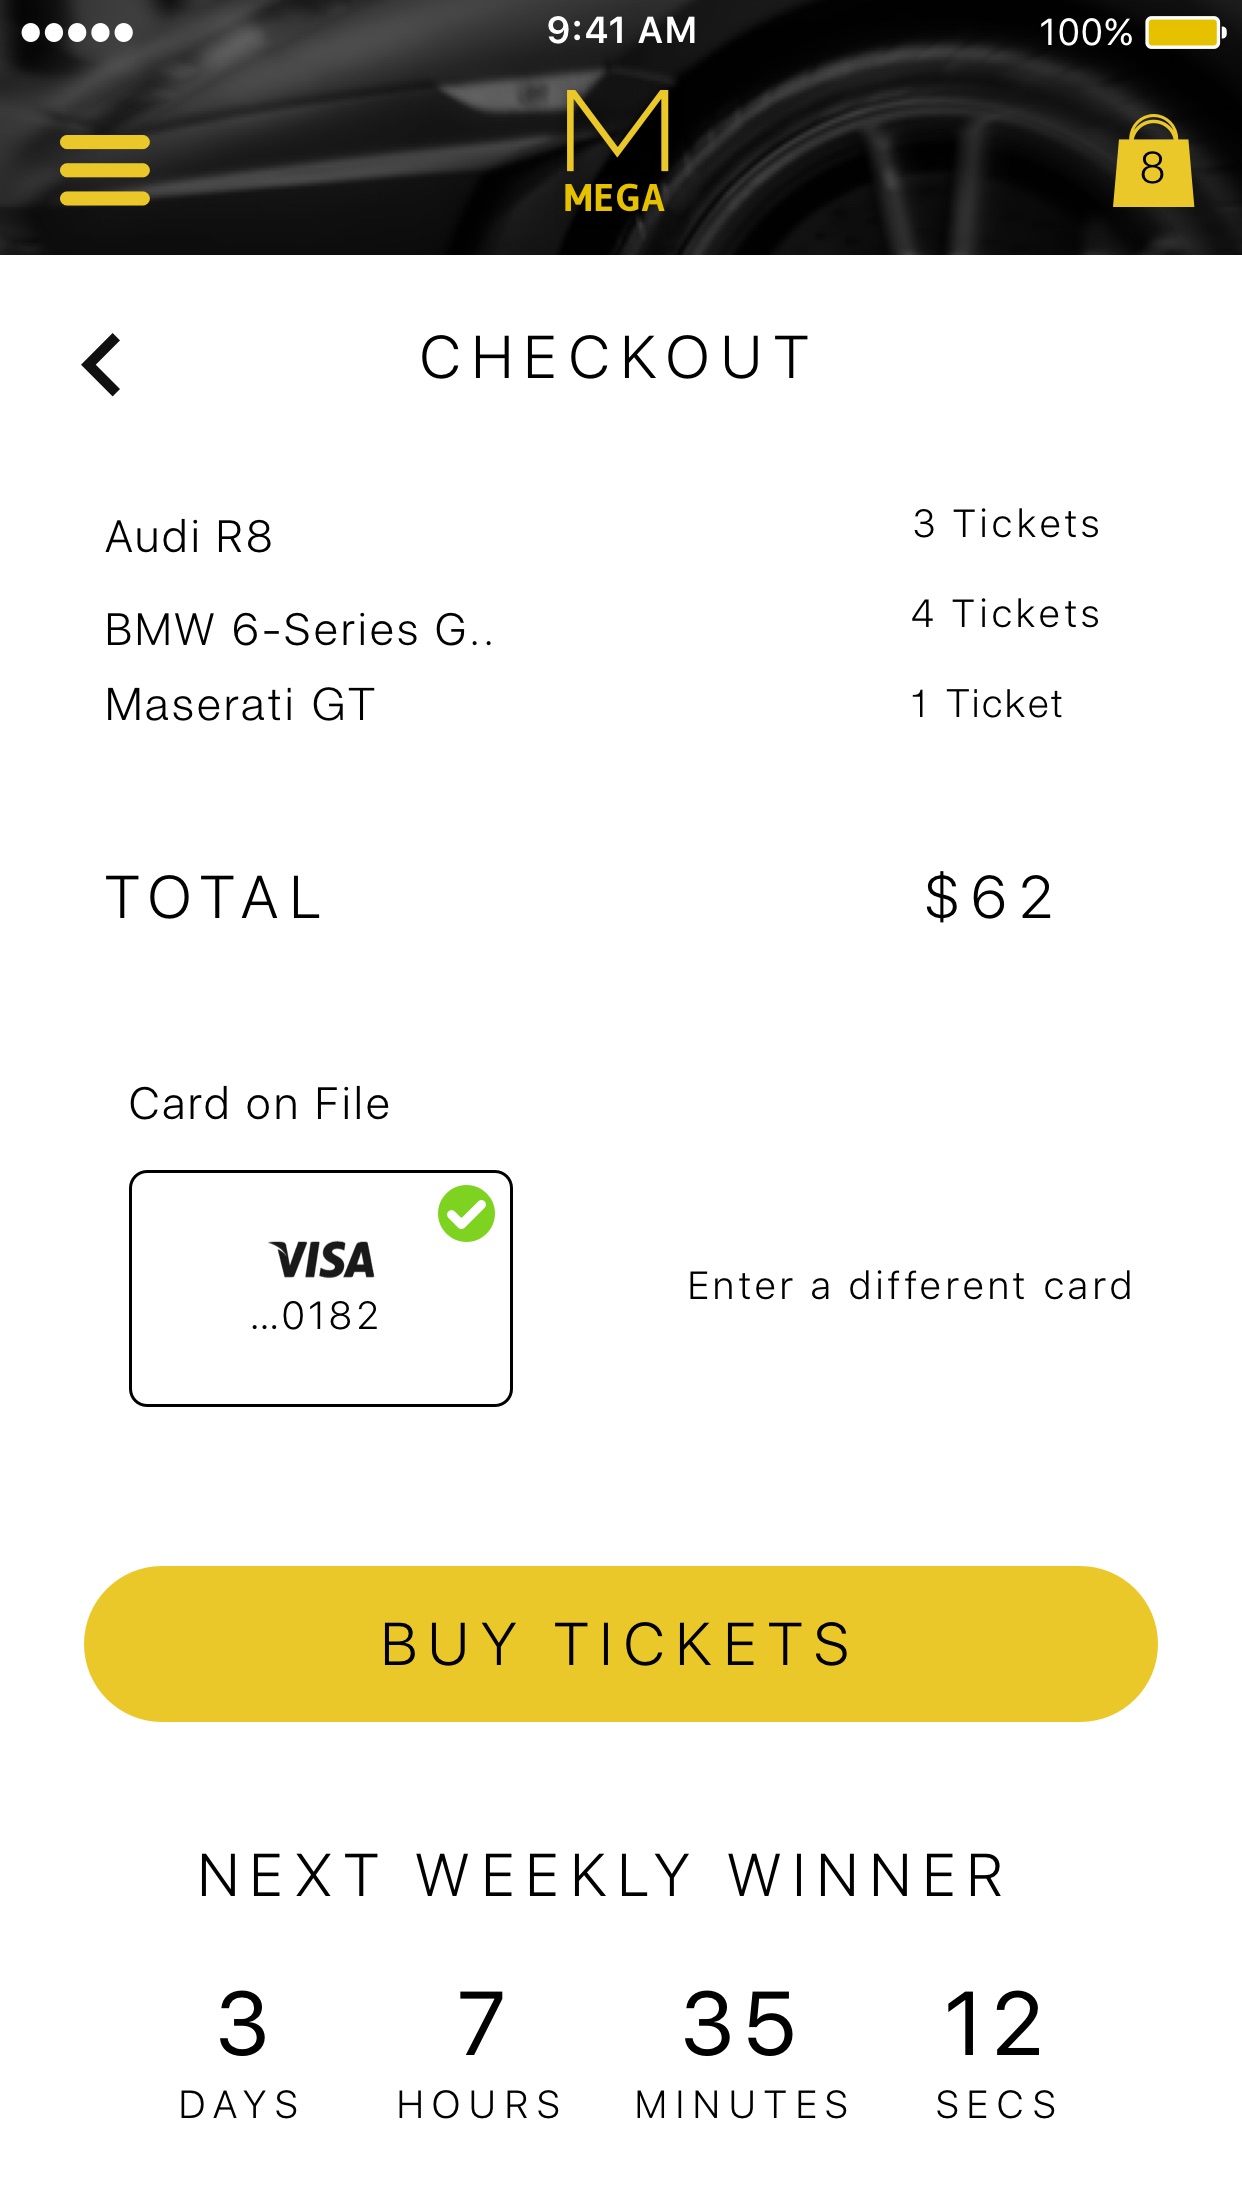 9:41 AM
100%
M
MEGA
8
CHECKOUT
Audi R8
3 Tickets
BMW 6-Series G..
4 Tickets
Maserati GT
1 Ticket
TOTAL
$62
Card on File
VISA
...0182
Enter a different card
BUY TICKETS
NEXT WEEKLY WINNER
3 7 35 12
DAYS HOURS MINUTES SECS